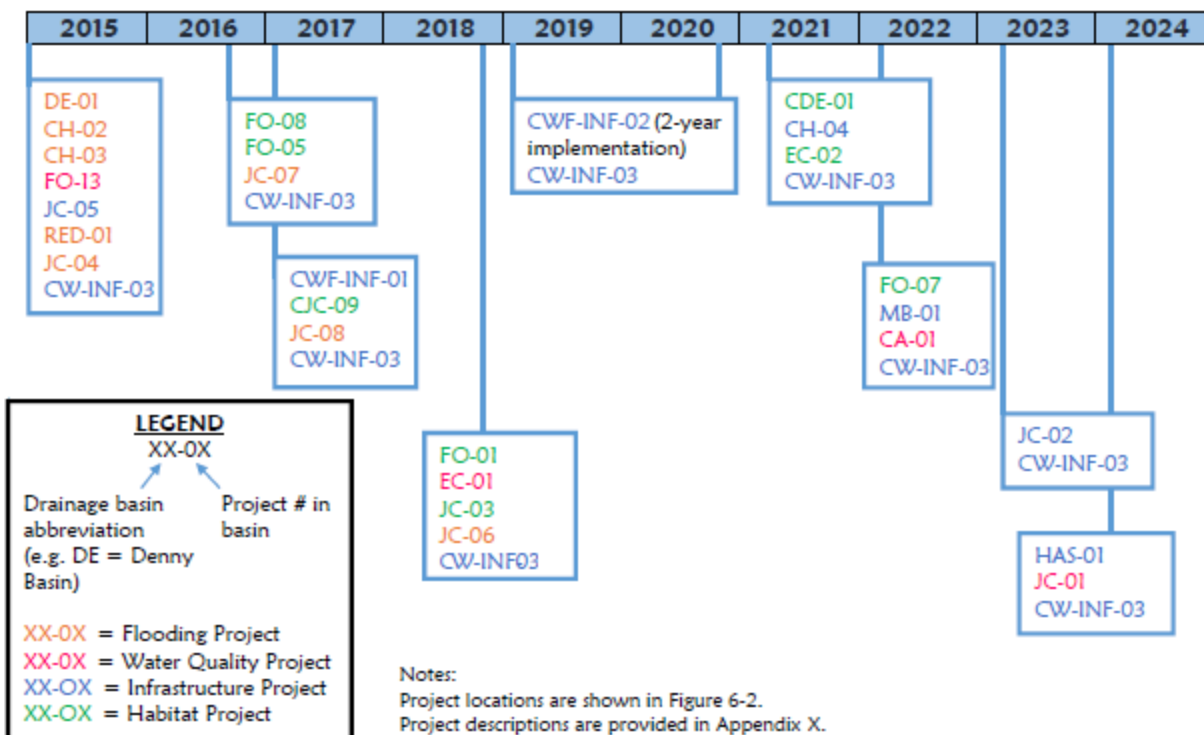 2015 2016 2017 2018 2019 2020 2021 2022 2023 2024
DE-01
CH-02
CH-03
FO-13
JC-05
RED-01
JC-04
CW-INF-03
FO-08
FO-05
JC-07
CW-INF-03
CWF-INF-01
CJC-09
JC-08
CW-INF-03
FO-01
EC-01
JC-03
JC-06
CW-INF03
CWF-INF-02 (2-year
implementation)
CW-INF-03
CDE-01
CH-04
EC-02
CW-INF-03
FO-07
MB-01
CA-01
CW-INF-03
JC-02
CW-INF-03
HAS-01
JC-01
CW-INF-03
LEGEND
XX-0X
Drainage basin
abbreviation
(e.g. DE = Denny
Basin)
Project # in
basin
XX-0X = Flooding Project
XX-0X = Water Quality Project
XX-OX = Infrastructure Project
XX-OX = Habitat Project
Notes:
Project locations are shown in Figure 6-2.
Project descriptions are provided in Appendix X.